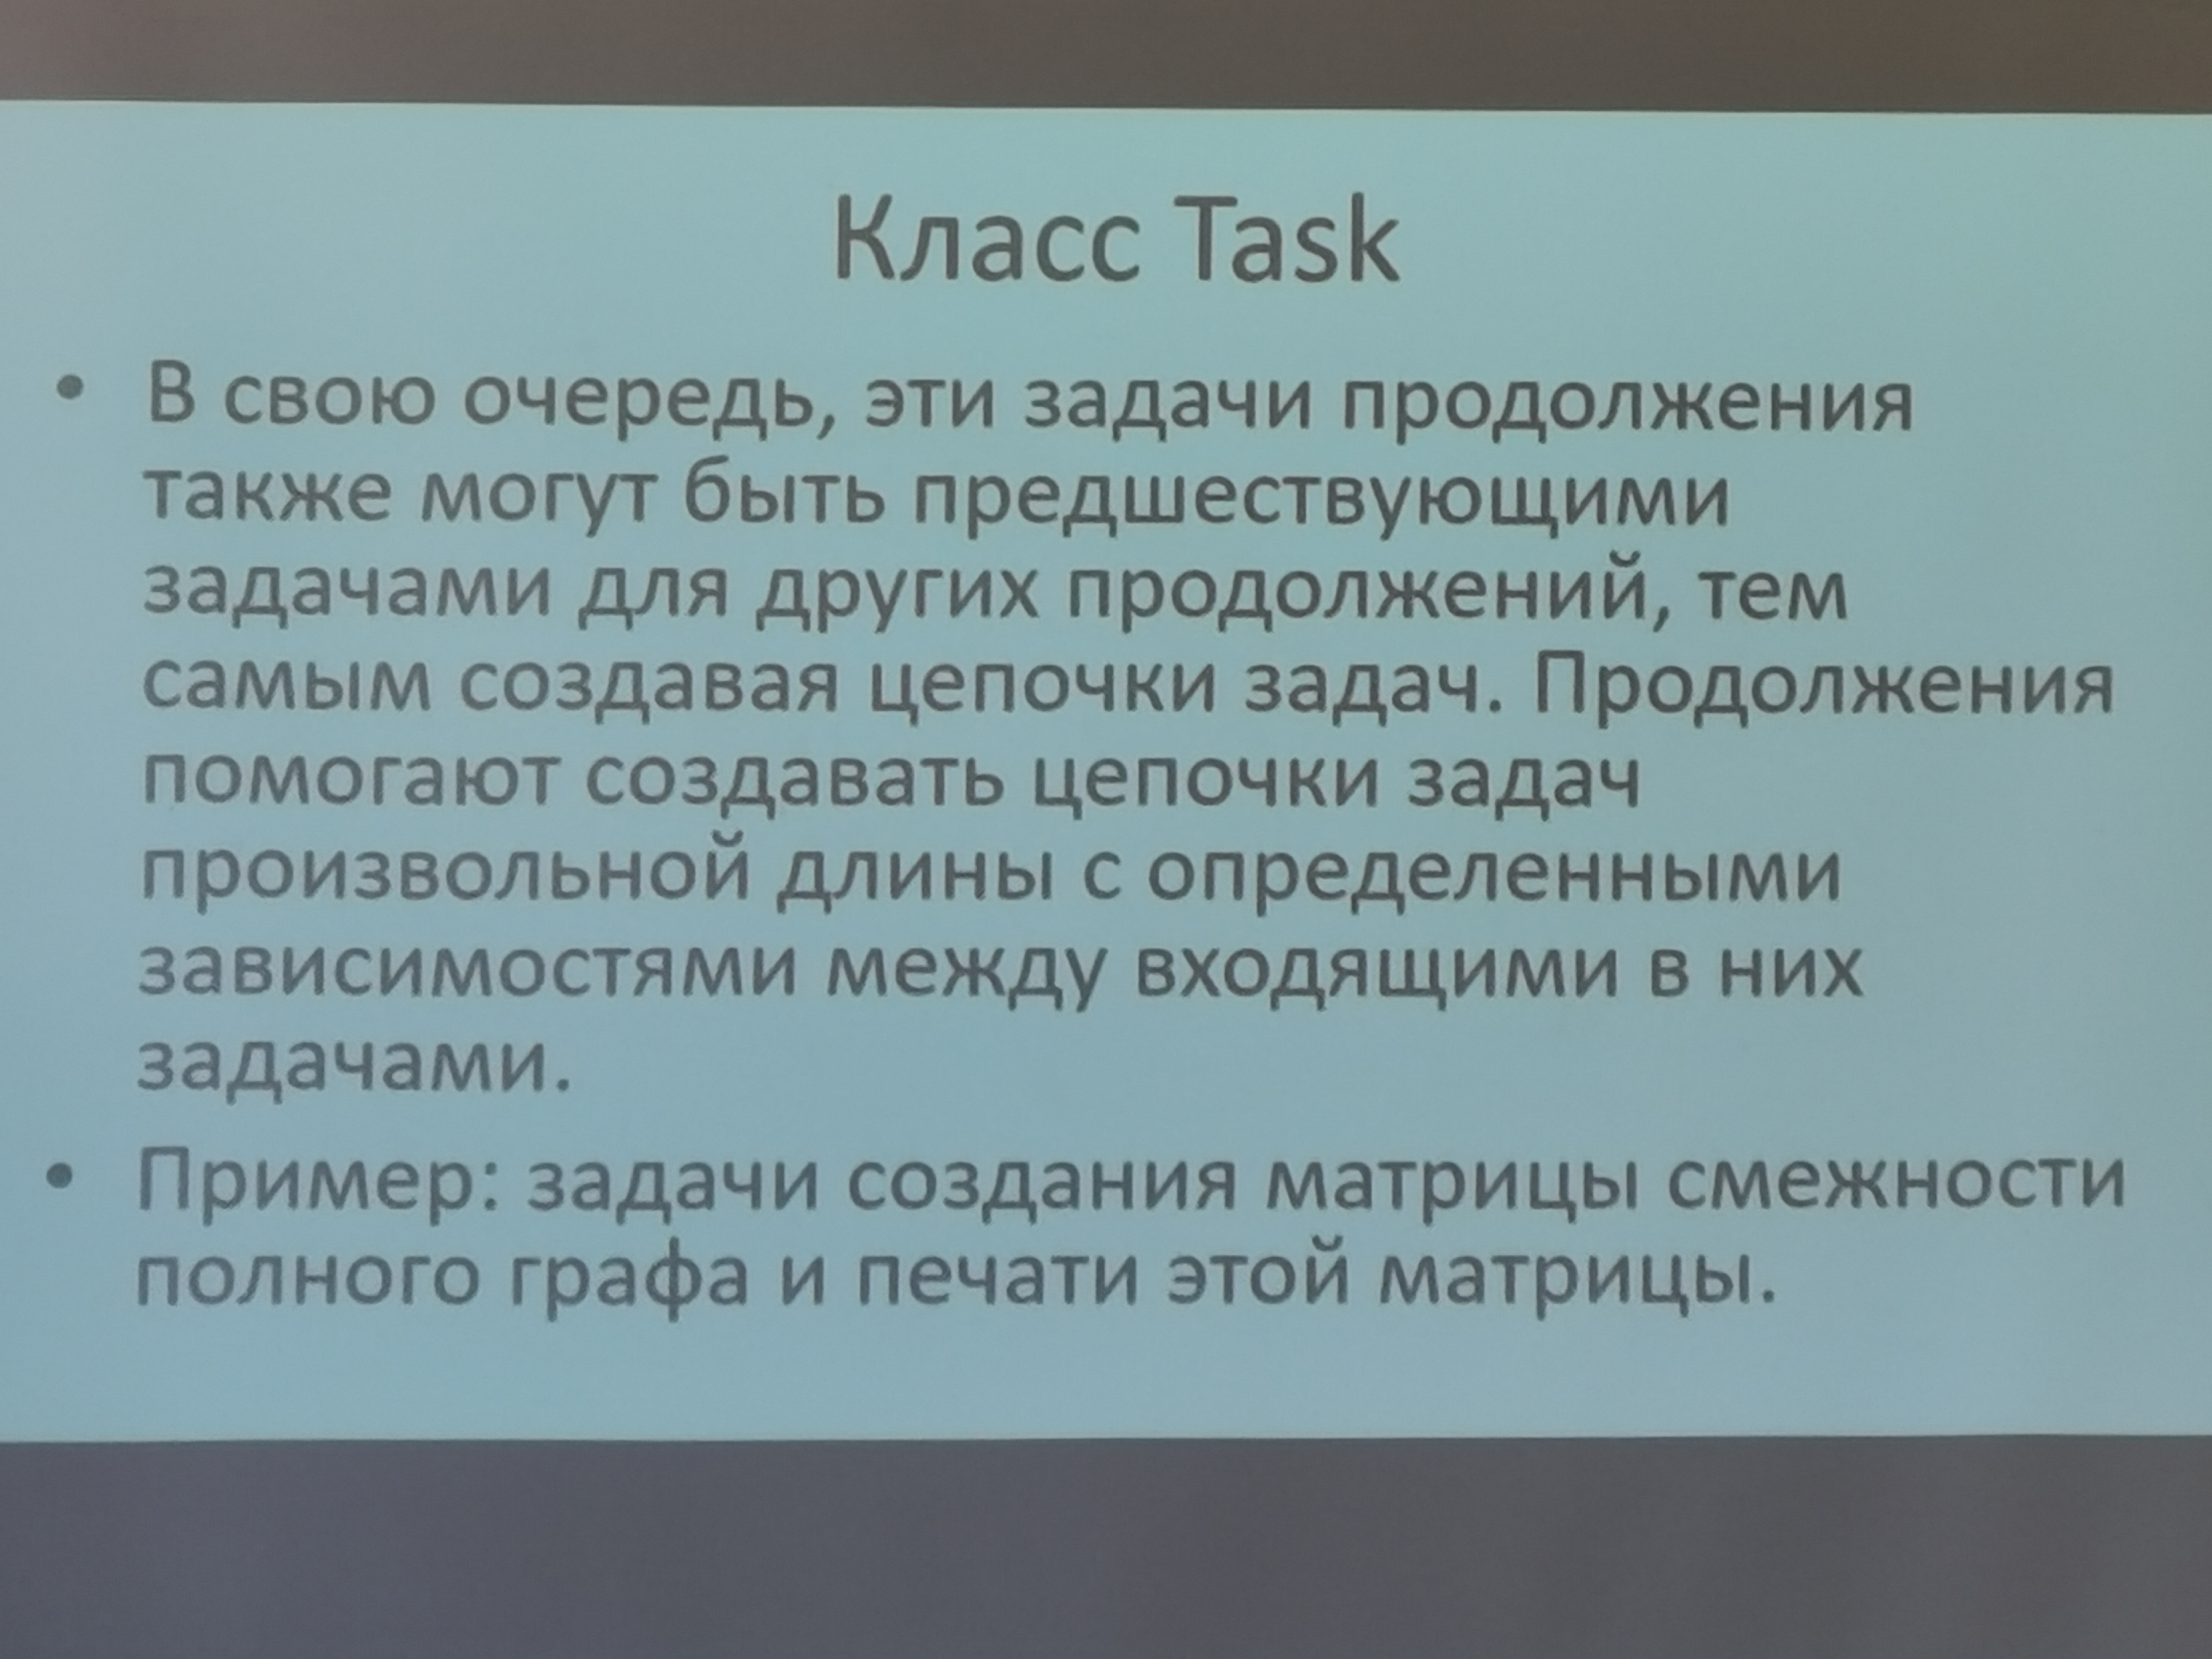 Класс Task
• В свою очередь, эти задачи продолжения
также могут быть предшествующими
задачами для других продолжений, тем
самым создавая цепочки задач. Продолжения
помогают создавать цепочки задач
произвольной длины с определенными
зависимостями между входящими в них
задачами.
• Пример: задачи создания матрицы смежности
полного графа и печати этой матрицы.